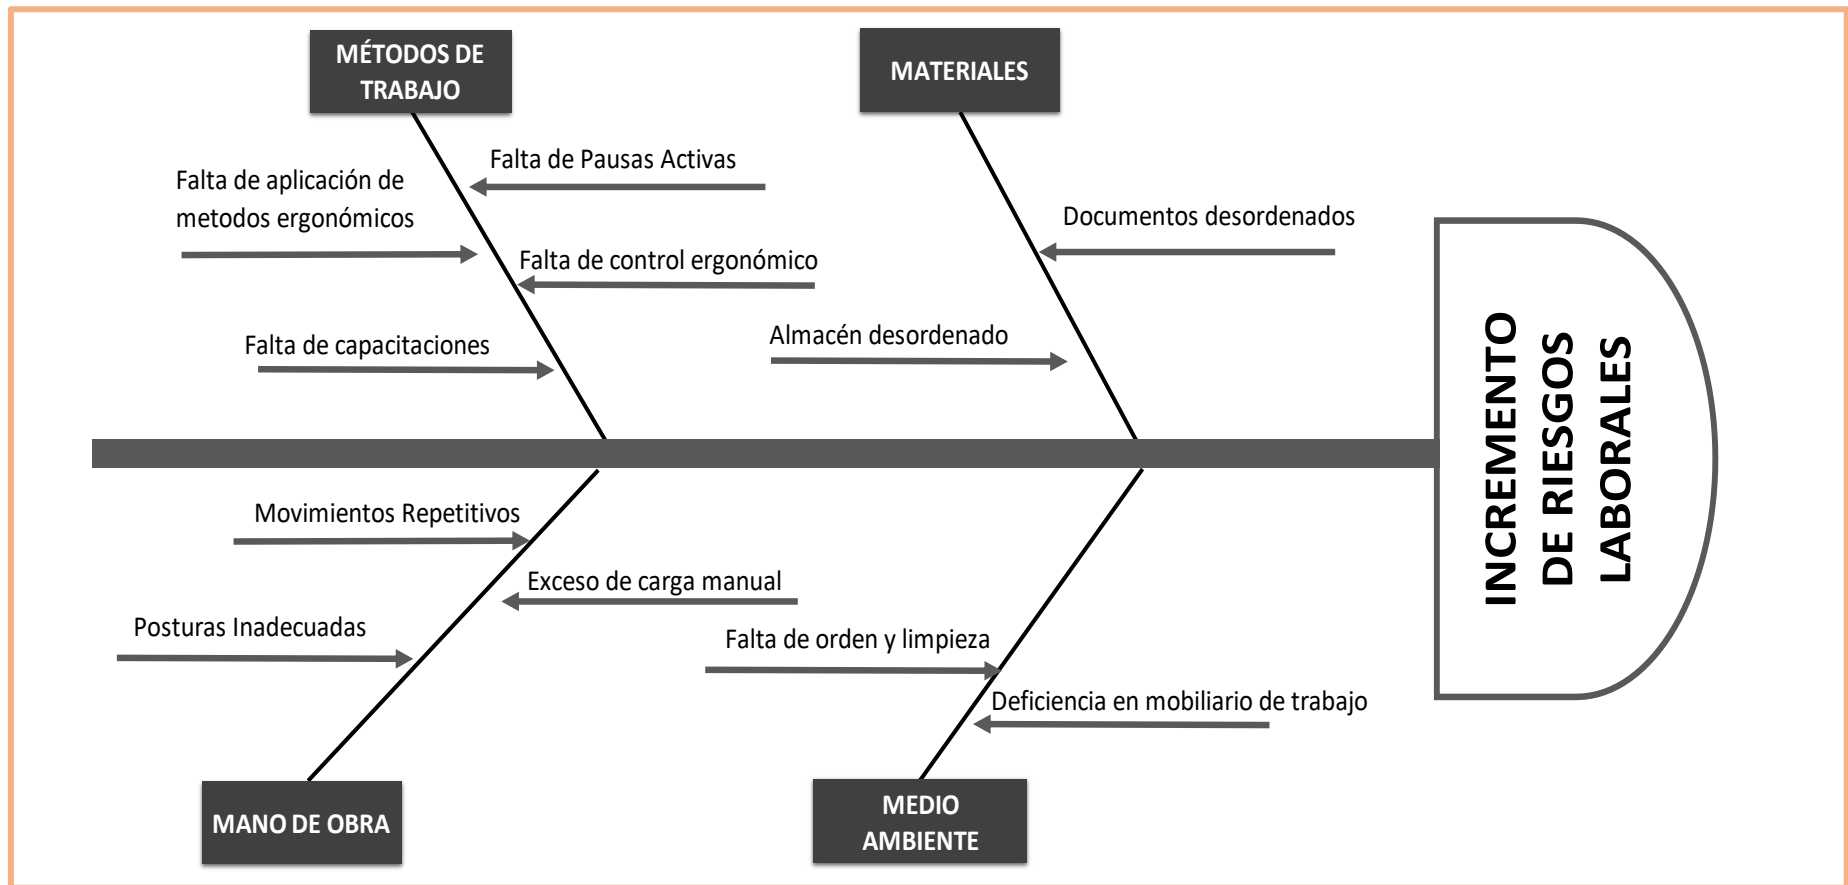 MÉTODOS DE
TRABAJO
MATERIALES
Falta de Pausas Activas
Falta de aplicación de
metodos ergonómicos
Documentos desordenados
Falta de control ergonómico
Almacén desordenado
Falta de capacitaciones
INCREMENTO
DE RIESGOS
LABORALES
Movimientos Repetitivos
Exceso de carga manual
Posturas Inadecuadas
Falta de orden y limpieza
Deficiencia en mobiliario de trabajo
MANO DE OBRA
MEDIO
AMBIENTE